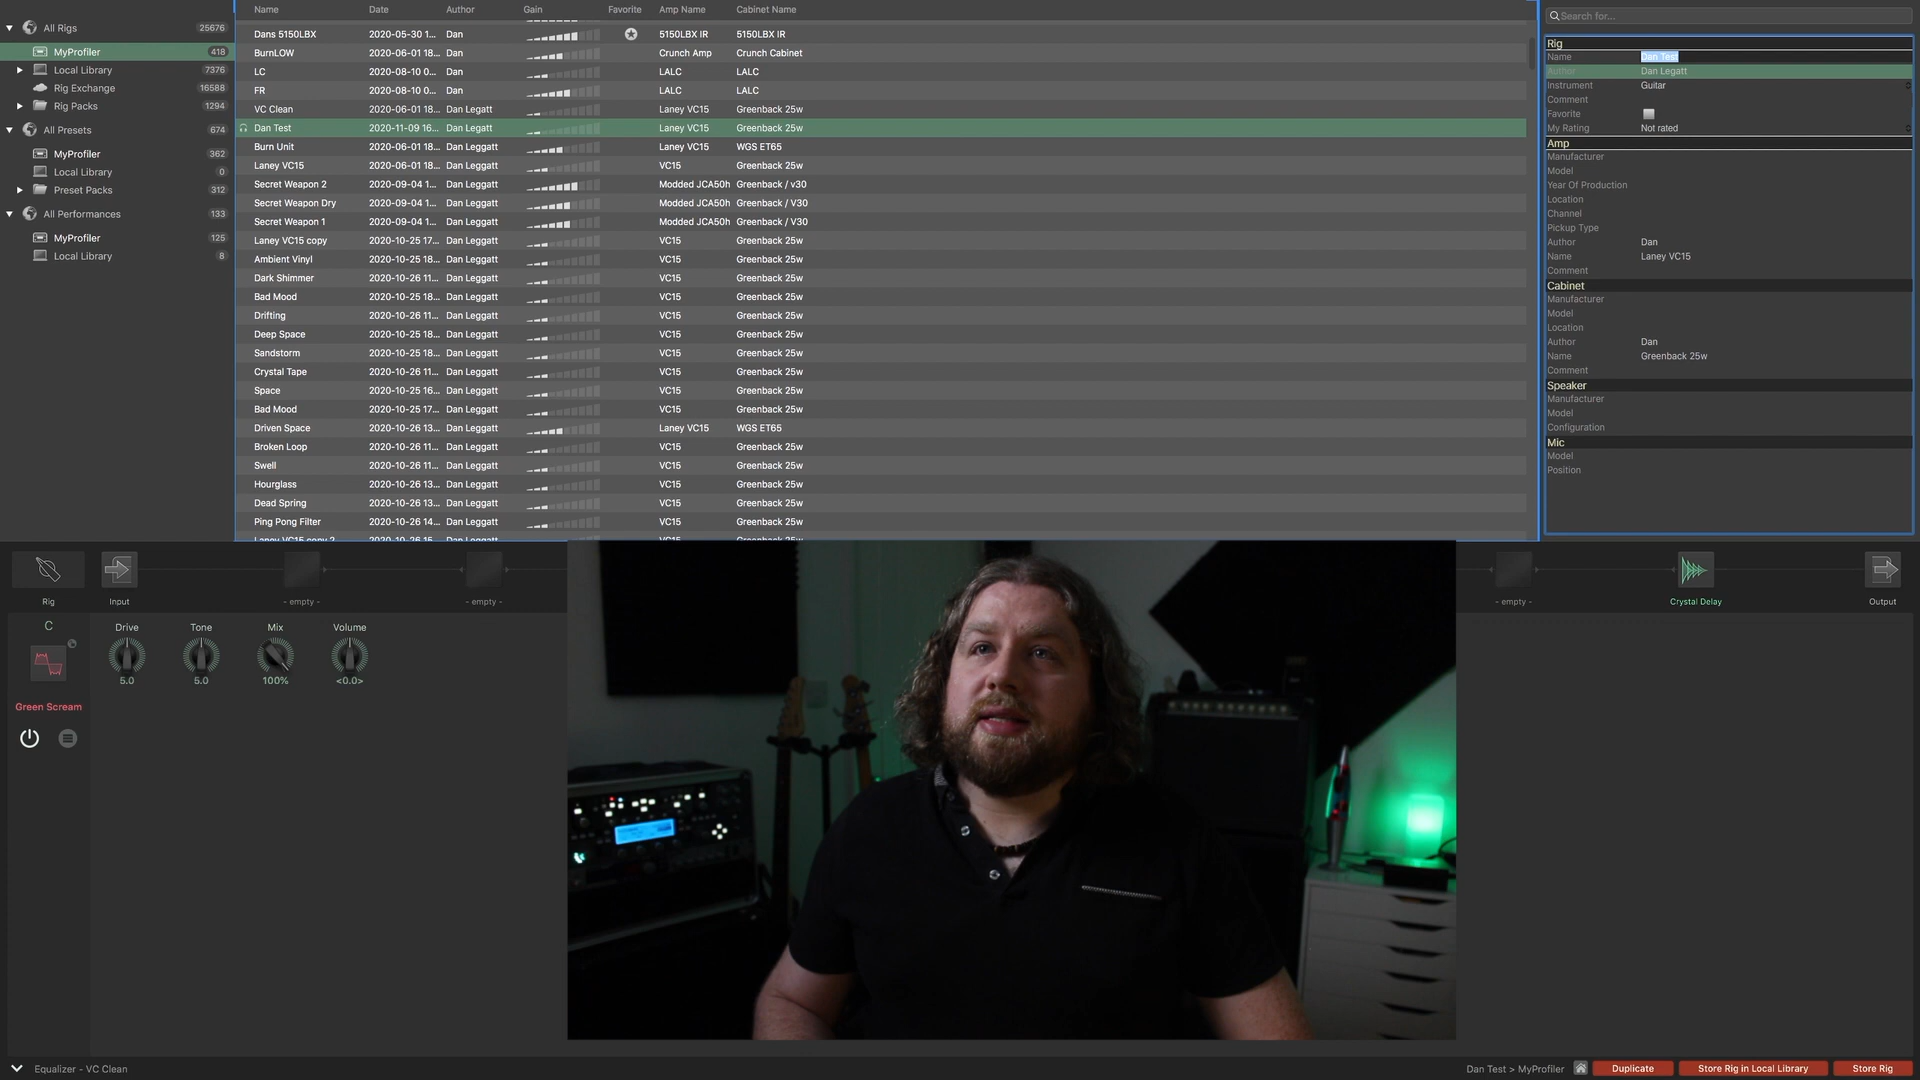 Name Date Author Gain Favorite Amp Name Cabinet Name
All Rigs 25676
MyProfiler 418
Local Library 7376
Rig Exchange 16588
Rig Packs 1294
All Presets 674
MyProfiler 362
Local Library 0
Preset Packs 312
All Performances 133
MyProfiler 125
Local Library 8
Dans 5150LBX 2020-05-30 1... Dan 5150LBX IR 5150LBX IR
BurnLOW 2020-06-01 18... Dan Crunch Amp Crunch Cabinet
LC 2020-08-10 0... Dan LALC LALC
FR 2020-08-10 0... Dan LALC LALC
VC Clean 2020-06-01 18... Dan Legatt Laney VC15 Greenback 25w
Dan Test 2020-11-09 16... Dan Legatt Laney VC15 Greenback 25w
Burn Unit 2020-06-01 18... Dan Leggatt Laney VC15 WGS ET65
Laney VC15 2020-06-01 18... Dan Leggatt VC15 Greenback 25w
Secret Weapon 2 2020-09-04 1... Dan Leggatt Modded JCA50h Greenback / v30
Secret Weapon Dry 2020-09-04 1... Dan Leggatt Modded JCA50h Greenback / V30
Secret Weapon 1 2020-09-04 1... Dan Leggatt Modded JCA50h Greenback / V30
Laney VC15 copy 2020-10-25 17... Dan Leggatt VC15 Greenback 25w
Ambient Vinyl 2020-10-25 18... Dan Leggatt VC15 Greenback 25w
Dark Shimmer 2020-10-26 11... Dan Leggatt VC15 Greenback 25w
Bad Mood 2020-10-25 18... Dan Leggatt VC15 Greenback 25w
Drifting 2020-10-26 11... Dan Leggatt VC15 Greenback 25w
Deep Space 2020-10-25 18... Dan Leggatt VC15 Greenback 25w
Sandstorm 2020-10-25 18... Dan Leggatt VC15 Greenback 25w
Crystal Tape 2020-10-26 11... Dan Leggatt VC15 Greenback 25w
Space 2020-10-25 16... Dan Leggatt VC15 Greenback 25w
Bad Mood 2020-10-25 17... Dan Leggatt VC15 Greenback 25w
Driven Space 2020-10-26 13... Dan Leggatt Laney VC15 WGS ET65
Broken Loop 2020-10-26 11... Dan Leggatt VC15 Greenback 25w
Swell 2020-10-26 11... Dan Leggatt VC15 Greenback 25w
Hourglass 2020-10-26 13... Dan Leggatt VC15 Greenback 25w
Dead Spring 2020-10-26 13... Dan Leggatt VC15 Greenback 25w
Ping Pong Filter 2020-10-26 14... Dan Leggatt VC15 Greenback 25w
Laney VC15 copy 2 2020-10-26 15... Dan Leggatt VC15 Greenback 25w
Search for...
Rig
Name Dan Test
Author Dan Legatt
Instrument Guitar
Comment
Favorite
My Rating Not rated
Amp
Manufacturer
Model
Year Of Production
Location
Channel
Pickup Type
Author Dan
Name Laney VC15
Comment
Cabinet
Manufacturer
Model
Location
Author Dan
Name Greenback 25w
Comment
Speaker
Manufacturer
Model
Configuration
Mic
Model
Position
Rig Input - empty - - empty - - empty - Crystal Delay Output
C Drive Tone Mix Volume
5.0 5.0 100% <0.0>
Green Scream
Equalizer - VC Clean
Dan Test > MyProfiler Duplicate Store Rig in Local Library Store Rig